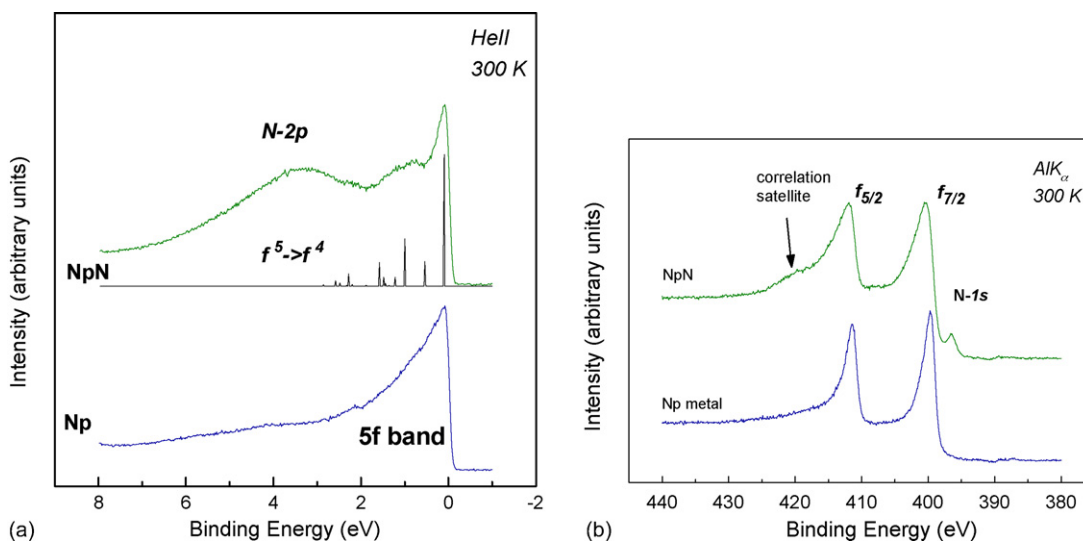 HeII
300 K
N-2p
f ⁵->f ⁴
NpN
Np
5f band
Intensity (arbitrary units)
8 6 4 2 0 -2
Binding Energy (eV)
(a)
AlKα
300 K
correlation
satellite
f5/2
f7/2
NpN
N-1s
Np metal
Intensity (arbitrary units)
440 430 420 410 400 390 380
Binding Energy (eV)
(b)